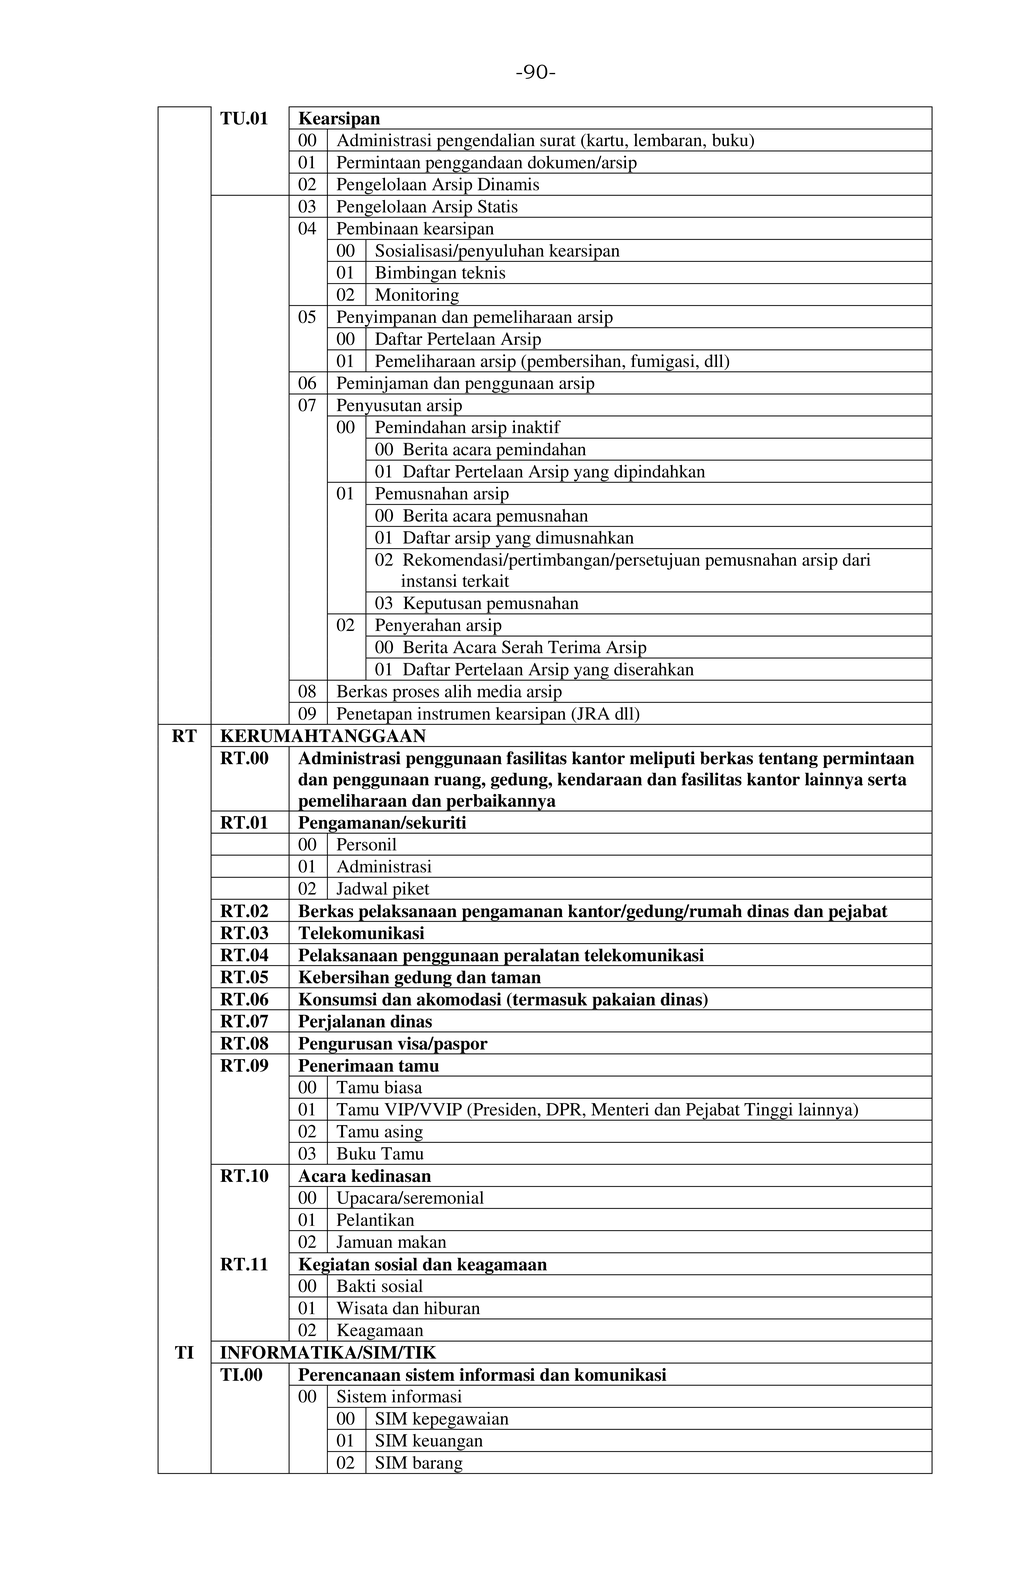 -90-
TU.01 Kearsipan
00 Administrasi pengendalian surat (kartu, lembaran, buku)
01 Permintaan penggandaan dokumen/arsip
02 Pengelolaan Arsip Dinamis
03 Pengelolaan Arsip Statis
04 Pembinaan kearsipan
00 Sosialisasi/penyuluhan kearsipan
01 Bimbingan teknis
02 Monitoring
05 Penyimpanan dan pemeliharaan arsip
00 Daftar Pertelaan Arsip
01 Pemeliharaan arsip (pembersihan, fumigasi, dll)
06 Peminjaman dan penggunaan arsip
07 Penyusutan arsip
00 Pemindahan arsip inaktif
00 Berita acara pemindahan
01 Daftar Pertelaan Arsip yang dipindahkan
01 Pemusnahan arsip
00 Berita acara pemusnahan
01 Daftar arsip yang dimusnahkan
02 Rekomendasi/pertimbangan/persetujuan pemusnahan arsip dari
instansi terkait
03 Keputusan pemusnahan
02 Penyerahan arsip
00 Berita Acara Serah Terima Arsip
01 Daftar Pertelaan Arsip yang diserahkan
08 Berkas proses alih media arsip
09 Penetapan instrumen kearsipan (JRA dll)
RT KERUMAHTANGGAAN
RT.00 Administrasi penggunaan fasilitas kantor meliputi berkas tentang permintaan
dan penggunaan ruang, gedung, kendaraan dan fasilitas kantor lainnya serta
pemeliharaan dan perbaikannya
RT.01 Pengamanan/sekuriti
00 Personil
01 Administrasi
02 Jadwal piket
RT.02 Berkas pelaksanaan pengamanan kantor/gedung/rumah dinas dan pejabat
RT.03 Telekomunikasi
RT.04 Pelaksanaan penggunaan peralatan telekomunikasi
RT.05 Kebersihan gedung dan taman
RT.06 Konsumsi dan akomodasi (termasuk pakaian dinas)
RT.07 Perjalanan dinas
RT.08 Pengurusan visa/paspor
RT.09 Penerimaan tamu
00 Tamu biasa
01 Tamu VIP/VVIP (Presiden, DPR, Menteri dan Pejabat Tinggi lainnya)
02 Tamu asing
03 Buku Tamu
RT.10 Acara kedinasan
00 Upacara/seremonial
01 Pelantikan
02 Jamuan makan
RT.11 Kegiatan sosial dan keagamaan
00 Bakti sosial
01 Wisata dan hiburan
02 Keagamaan
TI INFORMATIKA/SIM/TIK
TI.00 Perencanaan sistem informasi dan komunikasi
00 Sistem informasi
00 SIM kepegawaian
01 SIM keuangan
02 SIM barang